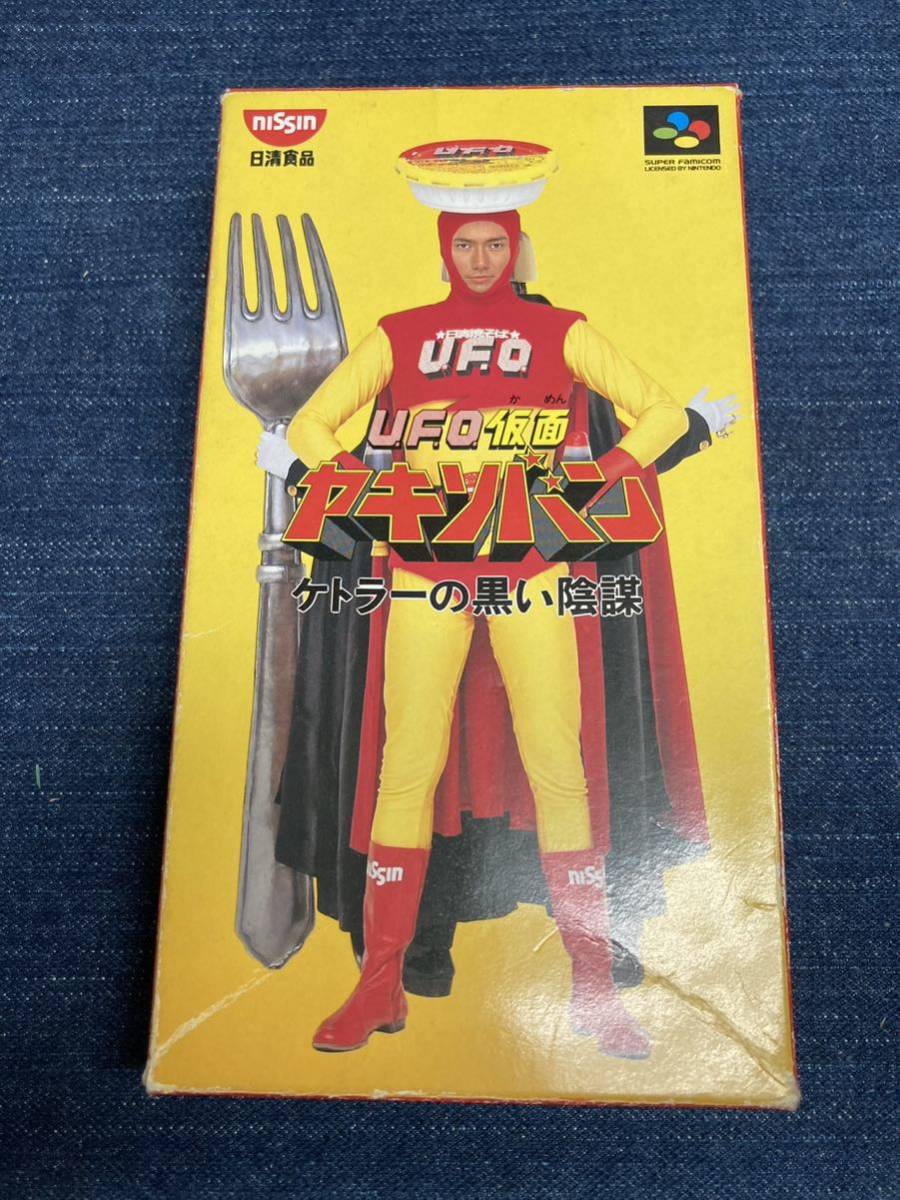 nissin
日清食品
SUPER FAMICOM
LICENSED BY NINTENDO
U.F.O.
★日清焼そば★
U.F.O.
か めん
U.F.O.仮面
ヤキソバン
ケトラーの黒い陰謀
nissin
nissin